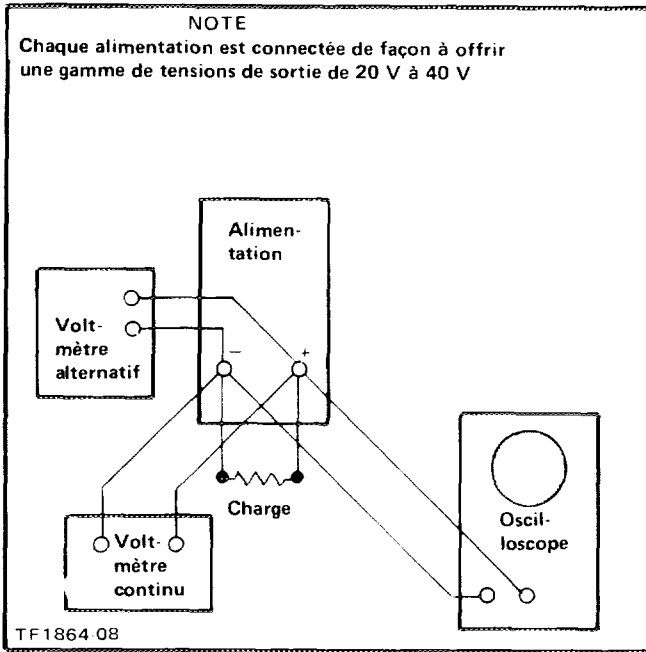 NOTE
Chaque alimentation est connectée de façon à offrir
une gamme de tensions de sortie de 20 V à 40 V
Alimen-
tation
Volt-
mètre
alternatif
− +
Charge
Volt-
mètre
continu
Oscil-
loscope
TF1864-08